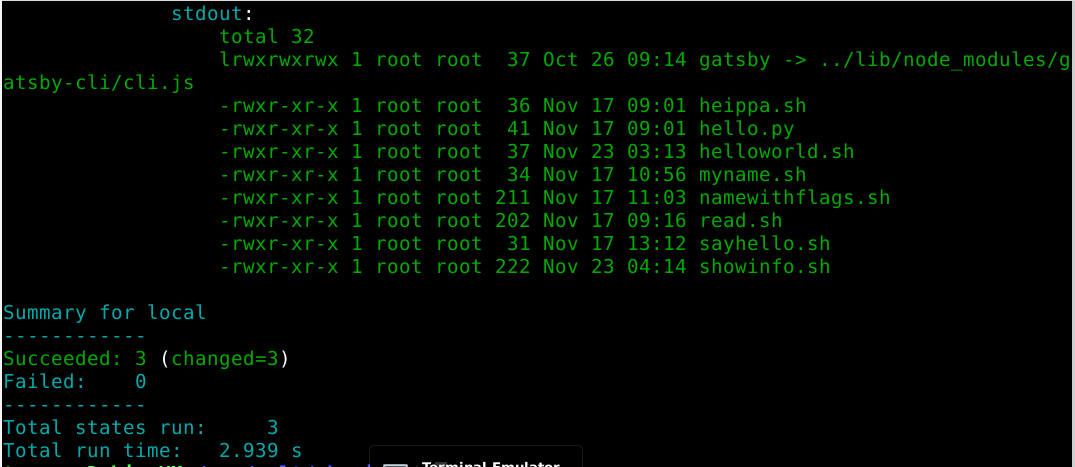 stdout:
total 32
lrwxrwxrwx 1 root root  37 Oct 26 09:14 gatsby -> ../lib/node_modules/g
atsby-cli/cli.js
-rwxr-xr-x 1 root root  36 Nov 17 09:01 heippa.sh
-rwxr-xr-x 1 root root  41 Nov 17 09:01 hello.py
-rwxr-xr-x 1 root root  37 Nov 23 03:13 helloworld.sh
-rwxr-xr-x 1 root root  34 Nov 17 10:56 myname.sh
-rwxr-xr-x 1 root root 211 Nov 17 11:03 namewithflags.sh
-rwxr-xr-x 1 root root 202 Nov 17 09:16 read.sh
-rwxr-xr-x 1 root root  31 Nov 17 13:12 sayhello.sh
-rwxr-xr-x 1 root root 222 Nov 23 04:14 showinfo.sh
Summary for local
------------
Succeeded: 3 (changed=3)
Failed:    0
------------
Total states run:     3
Total run time:   2.939 s
Terminal Emulator